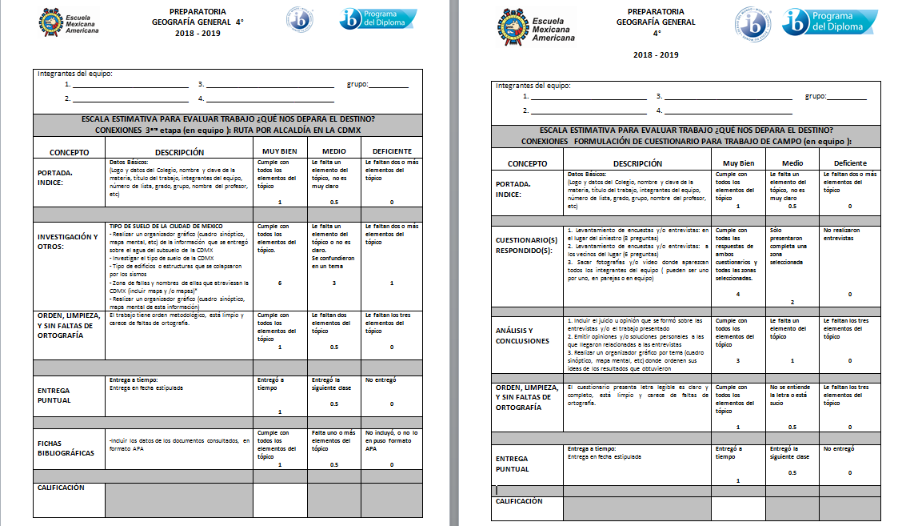 Escuela
Mexicana
Americana
PREPARATORIA
GEOGRAFÍA GENERAL 4°
2018 - 2019
Programa
del Diploma
Integrantes del equipo:
1. 3. grupo:
2. 4.
ESCALA ESTIMATIVA PARA EVALUAR TRABAJO ¿QUÉ NOS DEPARA EL DESTINO?
CONEXIONES 3ra etapa (en equipo ): RUTA POR ALCALDÍA EN LA CDMX
CONCEPTO DESCRIPCIÓN MUY BIEN MEDIO DEFICIENTE
PORTADA.
INDICE:
Datos Básicos:
(Logo y datos del Colegio, nombre y clave de la
materia, título del trabajo, integrantes del equipo,
número de lista, grado, grupo, nombre del profesor,
etc)
Cumple con
todos los
elementos del
tópico
1
Le falta un
elemento del
tópico, no es
muy claro
0.5
Le faltan dos o más
elementos del
tópico
0
INVESTIGACIÓN Y
OTROS:
TIPO DE SUELO DE LA CIUDAD DE MEXICO
- Realizar un organizador gráfico (cuadro sinóptico,
mapa mental, etc) de la información que se entregó
sobre el agua del subsuelo de la CDMX
- Investigar el tipo de suelo de la CDMX
- Tipo de edificios o estructuras que se colapsaron
por los sismos
- Zona de fallas y nombres de ellas que atraviesan la
CDMX (incluir mapa y /o mapas)*
- Realizar un organizador gráfico (cuadro sinóptico,
mapa mental de esta información)
Cumple con
todos los
elementos del
tópico.
6
Le falta un
elemento del
tópico o no es
claro.
Se confundieron
en un tema
3
Le faltan dos o más
elementos del
tópico
1
ORDEN, LIMPIEZA,
Y SIN FALTAS DE
ORTOGRAFÍA
El trabajo tiene orden metodológico, está limpio y
carece de faltas de ortografía.
Cumple con
todos los
elementos del
tópico
1
Le faltan dos
elementos del
tópico
0.5
Le faltan los tres
elementos del
tópico
0
ENTREGA
PUNTUAL
Entrega a tiempo:
Entrega en fecha estipulada
Entregó a
tiempo
1
Entregó la
siguiente clase
0.5
No entregó
0
FICHAS
BIBLIOGRÁFICAS
-Incluir los datos de los documentos consultados, en
formato APA
Cumple con
todos los
elementos del
tópico
1
Falta uno o más
elementos del
tópico
0.5
No incluyó, o no lo
en puso formato
APA
0
CALIFICACIÓN
Escuela
Mexicana
Americana
PREPARATORIA
GEOGRAFÍA GENERAL
4°
2018 - 2019
Programa
del Diploma
Integrantes del equipo:
1. 3. grupo:
2. 4.
ESCALA ESTIMATIVA PARA EVALUAR TRABAJO ¿QUÉ NOS DEPARA EL DESTINO?
CONEXIONES FORMULACIÓN DE CUESTIONARIO PARA TRABAJO DE CAMPO (en equipo ):
CONCEPTO DESCRIPCIÓN Muy Bien Medio Deficiente
PORTADA.
INDICE:
Datos Básicos:
(Logo y datos del Colegio, nombre y clave de la
materia, título del trabajo, integrantes del equipo,
número de lista, grado, grupo, nombre del profesor,
etc)
Cumple con
todos los
elementos del
tópico
1
Le falta un
elemento del
tópico, no es
muy claro
0.5
Le faltan dos o más
elementos del
tópico
0
CUESTIONARIO(S)
RESPONDIDO(S):
1. Levantamiento de encuestas y/o entrevistas: en
el lugar del siniestro (8 preguntas)
2. Levantamiento de encuestas y/o entrevistas: a
los vecinos del lugar (6 preguntas)
3. Sacar fotografías y/o video donde aparezcan
todos los integrantes del equipo ( pueden ser uno
por uno, en parejas o en equipo)
Cumple con
todas las
respuestas de
ambos
cuestionarios y
todas las zonas
seleccionadas.
4
Sólo
presentaron
completa una
zona
seleccionada
2
No realizaron
entrevistas
0
ANÁLISIS Y
CONCLUSIONES
1. Incluir el juicio u opinión que se formó sobre las
entrevistas y/o el trabajo presentado
2. Emitir opiniones y/o soluciones personales a las
que llegaron relacionadas a las entrevistas
3. Realizar un organizador gráfico por tema (cuadro
sinóptico, mapa mental, etc) donde ordenen sus
ideas de los resultados que obtuvieron
Cumple con
todos los
elementos del
tópico
3
Le falta un
elemento del
tópico
1
Le faltan los tres
elementos del
tópico
0
ORDEN, LIMPIEZA,
Y SIN FALTAS DE
ORTOGRAFÍA
El cuestionario presenta letra legible es claro y
completo, está limpio y carece de faltas de
ortografía.
Cumple con
todos los
elementos del
tópico
1
No se entiende
la letra o está
sucio
0.5
Le faltan los tres
elementos del
tópico
0
ENTREGA
PUNTUAL
Entrega a tiempo:
Entrega en fecha estipulada
Entregó a
tiempo
1
Entregó la
siguiente clase
0.5
No entregó
0
CALIFICACIÓN